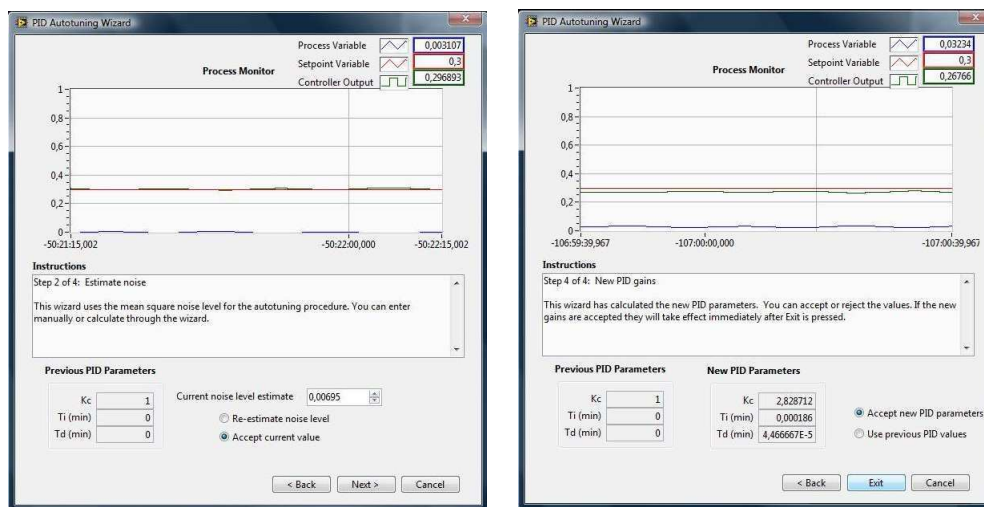 PID Autotuning Wizard
Process Variable 0,003107
Setpoint Variable 0,3
Process Monitor
Controller Output 0,296893
1
0,8
0,6
0,4
0,2
0
-50:21:15,002 -50:22:00,000 -50:22:15,002
Instructions
Step 2 of 4: Estimate noise
This wizard uses the mean square noise level for the autotuning procedure. You can enter
manually or calculate through the wizard.
Previous PID Parameters
Kc 1
Ti (min) 0
Td (min) 0
Current noise level estimate 0,00695
Re-estimate noise level
Accept current value
< Back Next > Cancel
PID Autotuning Wizard
Process Variable 0,03234
Setpoint Variable 0,3
Process Monitor
Controller Output 0,26766
1
0,8
0,6
0,4
0,2
0
-106:59:39,967 -107:00:00,000 -107:00:39,967
Instructions
Step 4 of 4: New PID gains
This wizard has calculated the new PID parameters. You can accept or reject the values. If the new
gains are accepted they will take effect immediately after Exit is pressed.
Previous PID Parameters
Kc 1
Ti (min) 0
Td (min) 0
New PID Parameters
Kc 2,828712
Ti (min) 0,000186
Td (min) 4,466667E-5
Accept new PID parameters
Use previous PID values
< Back Exit Cancel